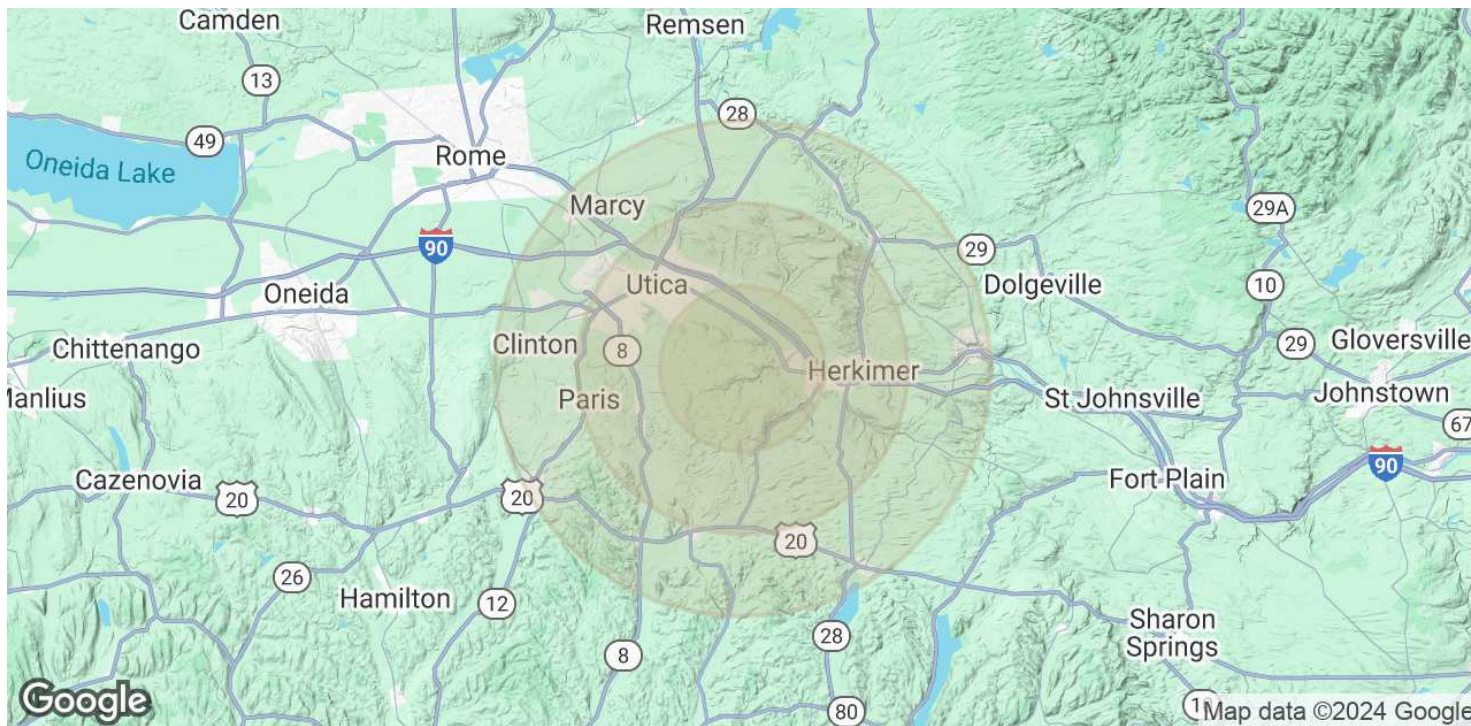 Camden
Remsen
13
28
49
Rome
Oneida Lake
Marcy
29A
90
29
Utica
Dolgeville
10
Oneida
Clinton
8
29
Gloversville
Chittenango
Herkimer
Manlius
Paris
St Johnsville
Johnstown
67
90
Cazenovia
20
20
Fort Plain
20
26
Hamilton
12
28
Sharon
Springs
8
80
Google
Map data ©2024 Google